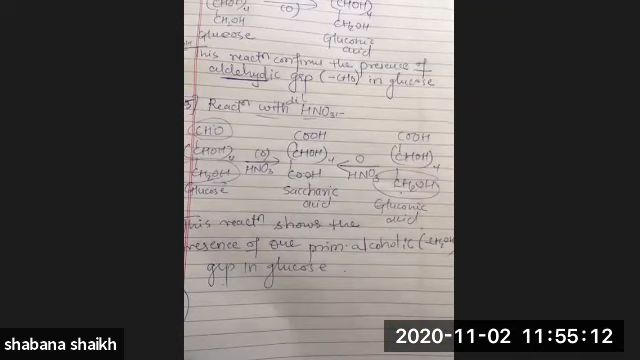 (CHOH)4 (CHOH)4
(O)
CH2OH CH2OH
Glucose Gluconic
acid
This reactn confirms the presence of
aldehydic grp (-CHO) in glucose
5) Reactn with di HNO3:-
CHO COOH COOH
(CHOH)4 (O) (CHOH)4 O (CHOH)4
HNO3 HNO3
CH2OH COOH CH2OH
Glucose Saccharic Gluconic
acid acid
This reactn shows the
presence of one prim. alcoholic (-CH2OH)
grp in glucose.
shabana shaikh
2020-11-02 11:55:12